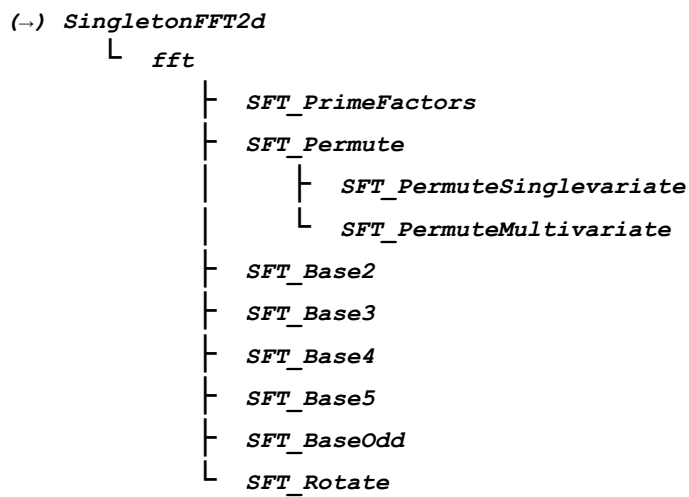 (→) SingletonFFT2d
fft
SFT_PrimeFactors
SFT_Permute
SFT_PermuteSinglevariate
SFT_PermuteMultivariate
SFT_Base2
SFT_Base3
SFT_Base4
SFT_Base5
SFT_BaseOdd
SFT_Rotate